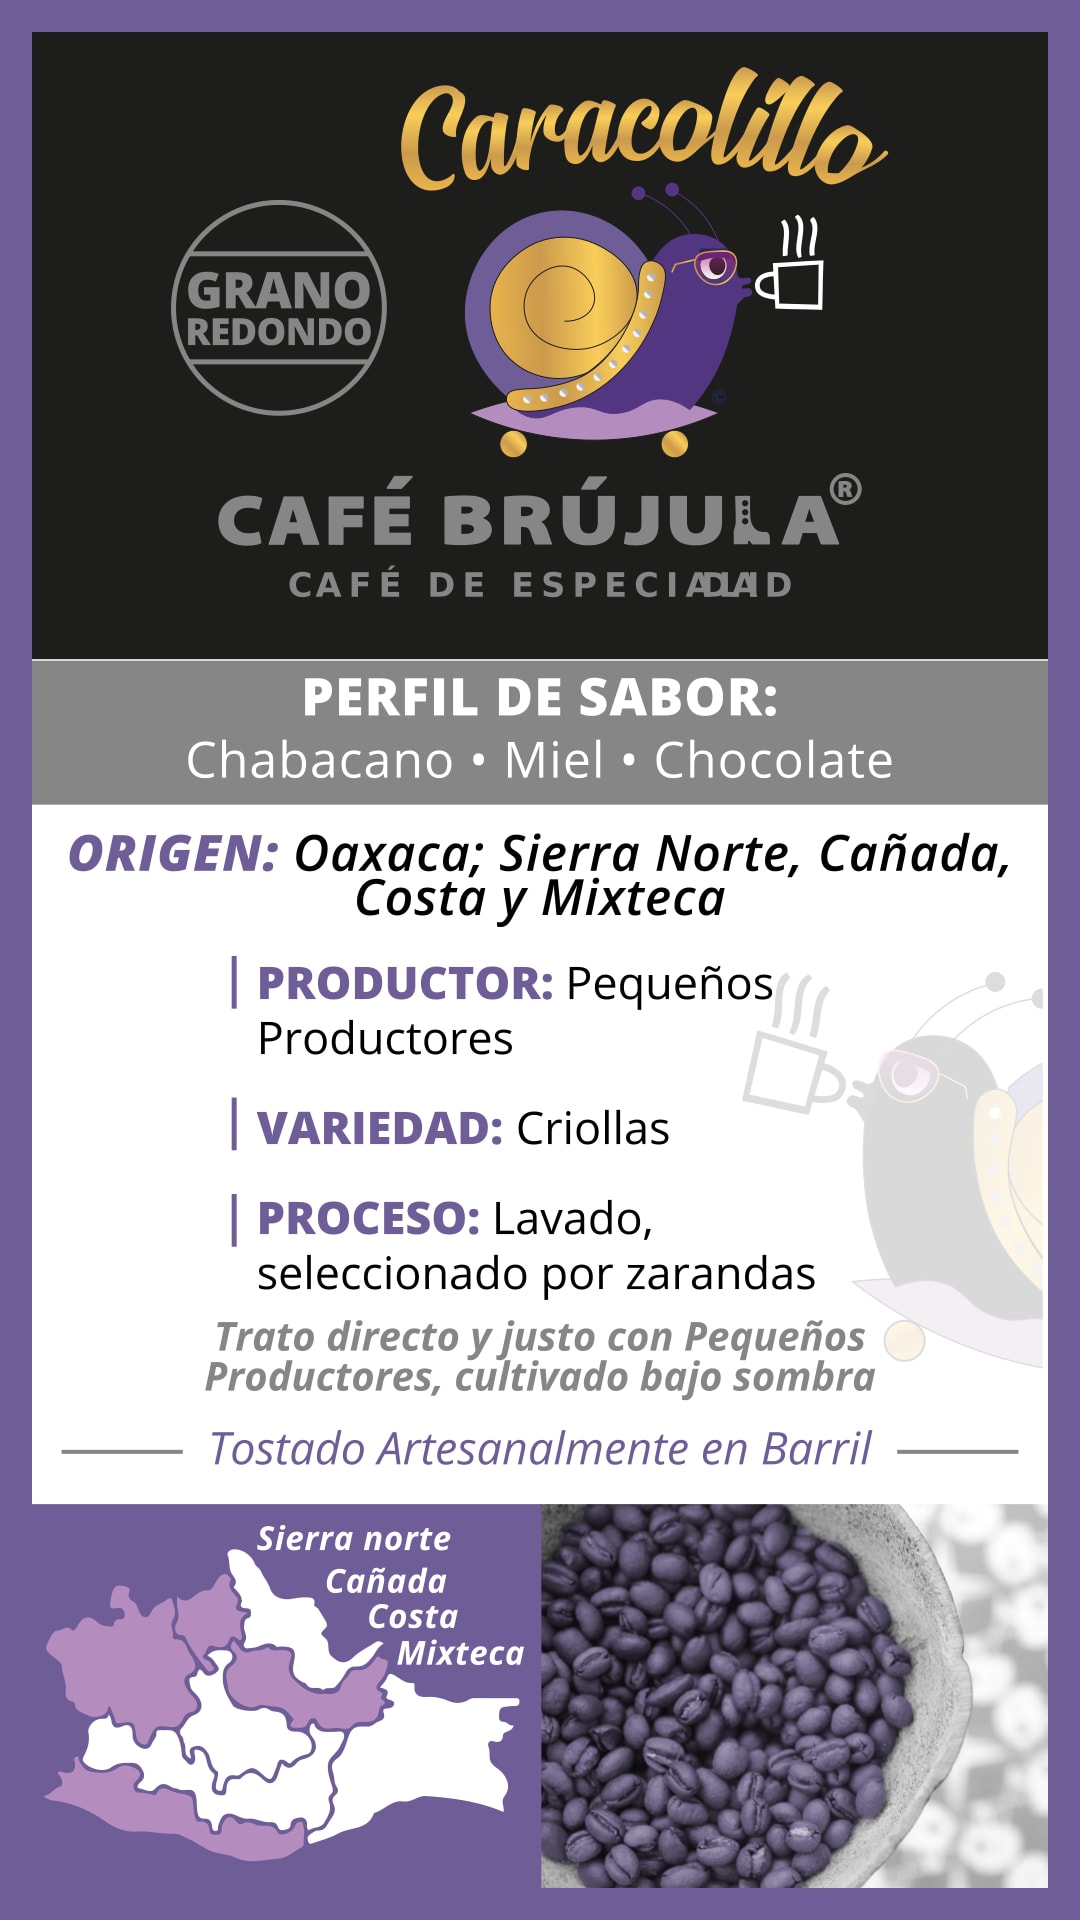 Caracolillo
GRANO
REDONDO
©
CAFÉ BRÚJULA®
CAFÉ DE ESPECIALIDAD
PERFIL DE SABOR:
Chabacano • Miel • Chocolate
ORIGEN: Oaxaca; Sierra Norte, Cañada,
Costa y Mixteca
PRODUCTOR: Pequeños
Productores
VARIEDAD: Criollas
PROCESO: Lavado,
seleccionado por zarandas
Trato directo y justo con Pequeños
Productores, cultivado bajo sombra
Tostado Artesanalmente en Barril
Sierra norte
Cañada
Costa
Mixteca